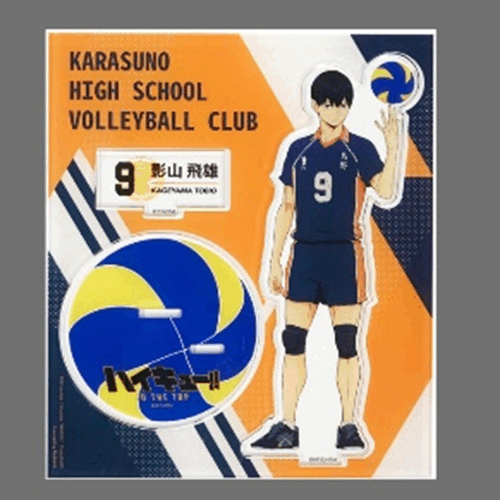 KARASUNO
HIGH SCHOOL
VOLLEYBALL CLUB
9 影山 飛雄
KAGEYAMA TOBIO
9
ハイキュー!!
TO THE TOP